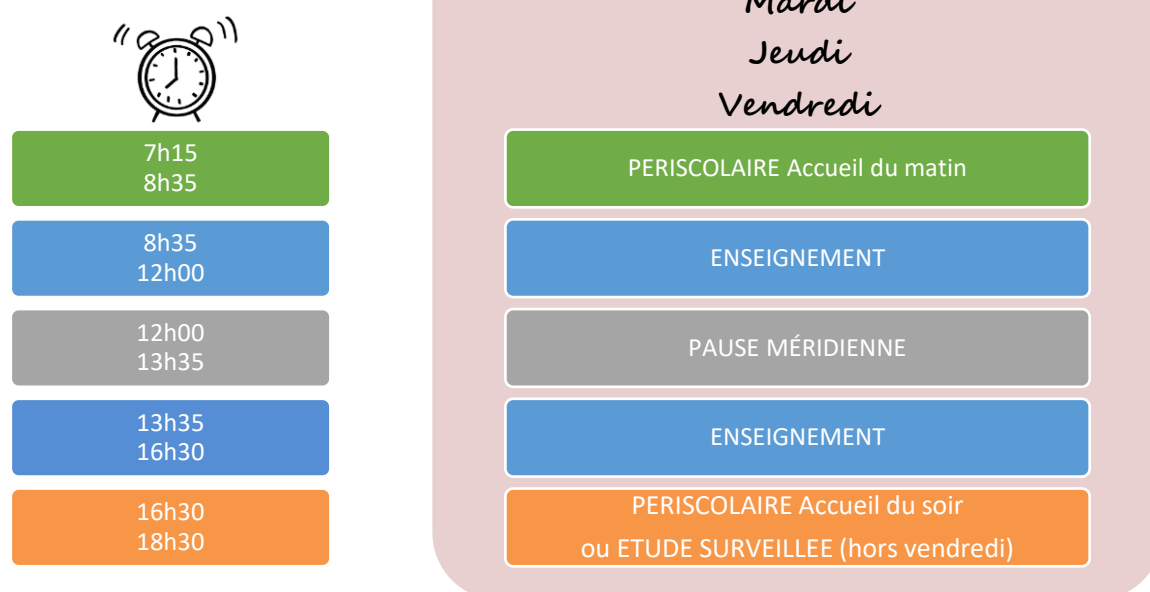 Mardi
Jeudi
Vendredi
7h15
8h35
PERISCOLAIRE Accueil du matin
8h35
12h00
ENSEIGNEMENT
12h00
13h35
PAUSE MÉRIDIENNE
13h35
16h30
ENSEIGNEMENT
16h30
18h30
PERISCOLAIRE Accueil du soir
ou ETUDE SURVEILLEE (hors vendredi)